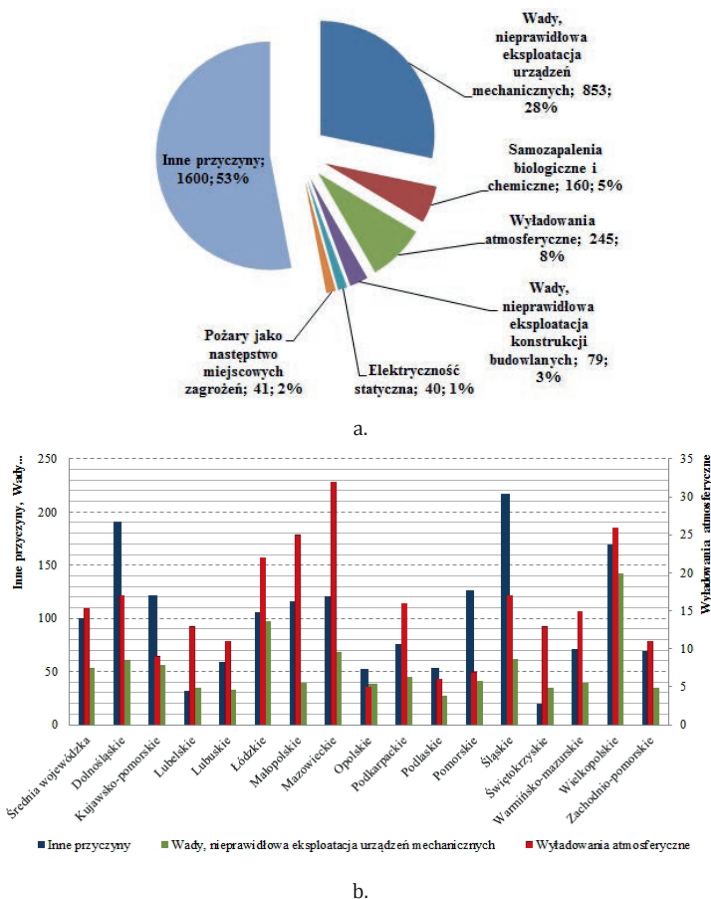 Wady,
nieprawidłowa
eksploatacja
urządzeń
mechanicznych; 853;
28%
Samozapalenia
biologiczne i
chemiczne; 160; 5%
Wyładowania
atmosferyczne; 245;
8%
Wady,
nieprawidłowa
eksploatacja
konstrukcji
budowlanych; 79;
3%
Elektryczność
statyczna; 40; 1%
Pożary jako
następstwo
miejscowych
zagrożeń; 41; 2%
Inne przyczyny;
1600; 53%
a.
Inne przyczyny, Wady...
250
200
150
100
50
0
Wyładowania atmosferyczne
35
30
25
20
15
10
5
0
Średnia wojewódzka
Dolnośląskie
Kujawsko-pomorskie
Lubelskie
Lubuskie
Łódzkie
Małopolskie
Mazowieckie
Opolskie
Podkarpackie
Podlaskie
Pomorskie
Śląskie
Świętokrzyskie
Warmińsko-mazurskie
Wielkopolskie
Zachodnio-pomorskie
Inne przyczyny
Wady, nieprawidłowa eksploatacja urządzeń mechanicznych
Wyładowania atmosferyczne
b.